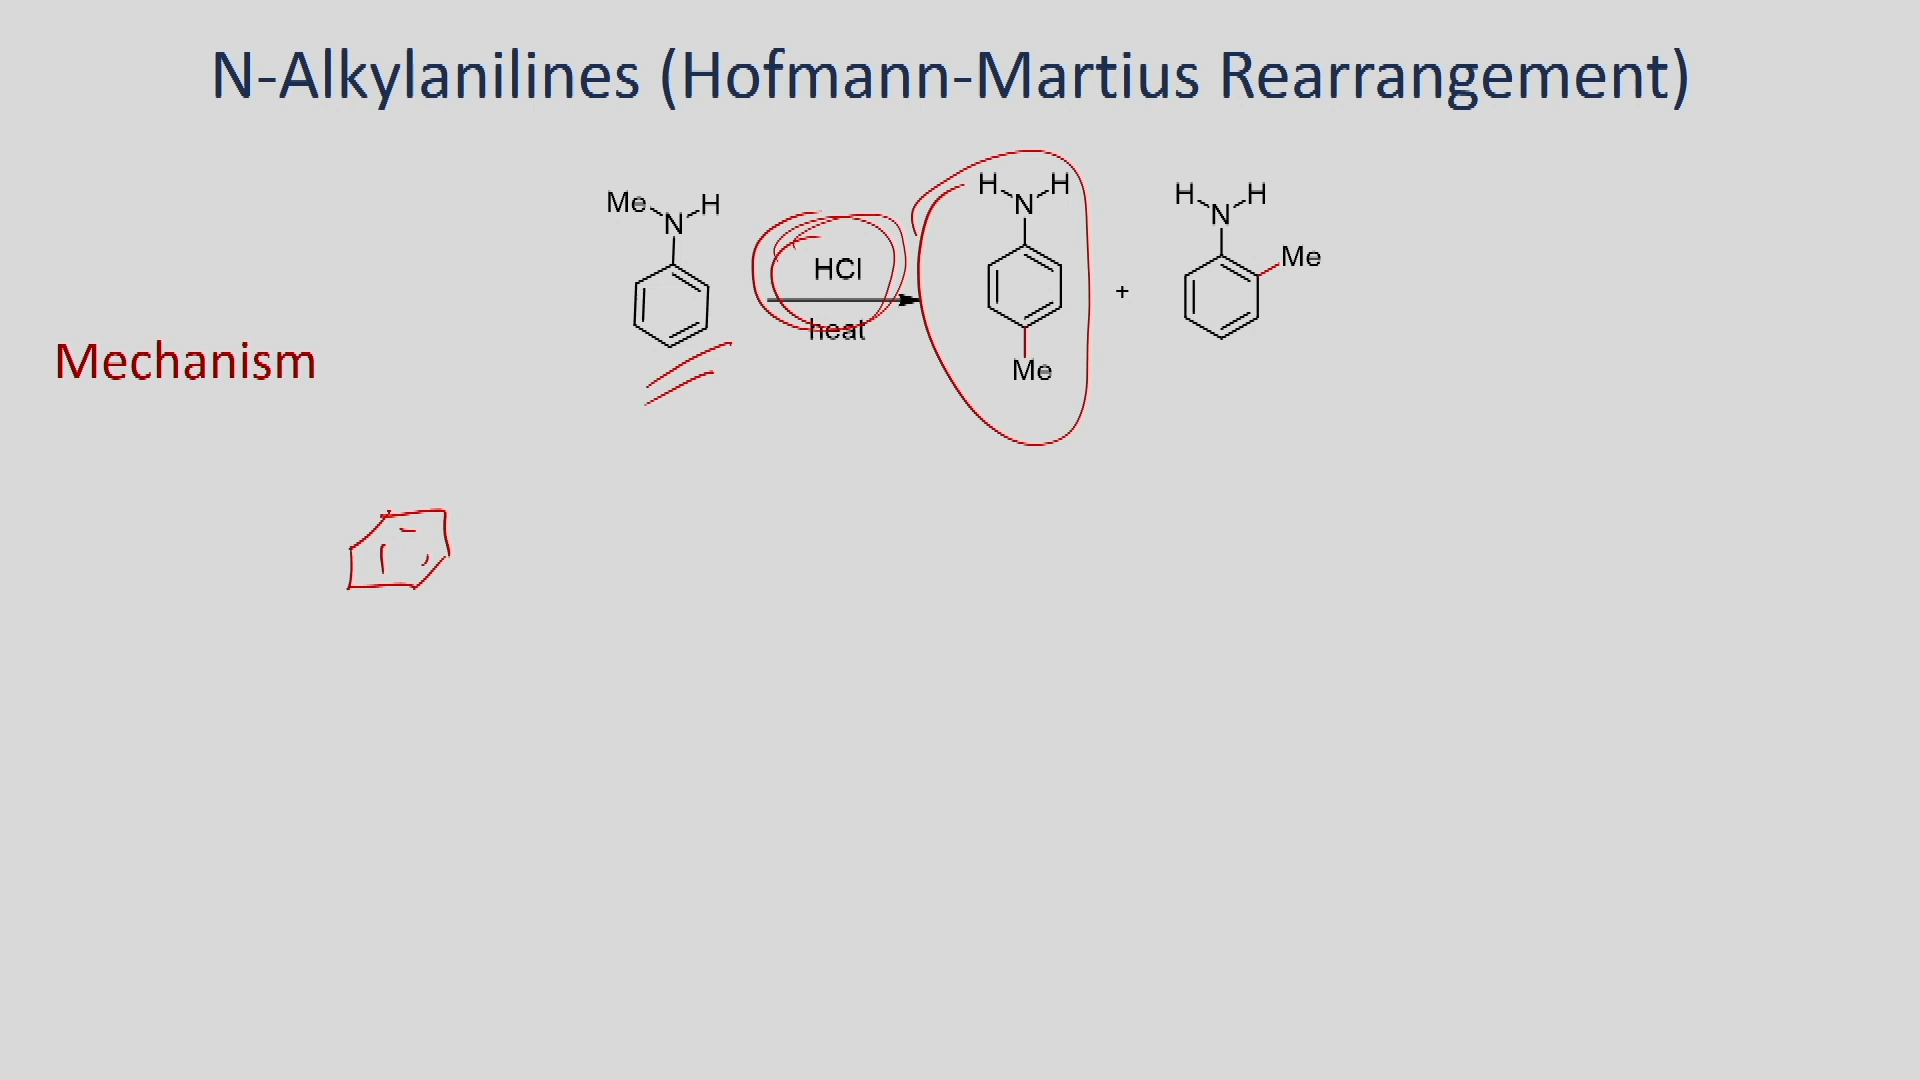 N-Alkylanilines (Hofmann-Martius Rearrangement)
Me N H
HCl
heat
H N H
Me
+
H N H
Me
Mechanism